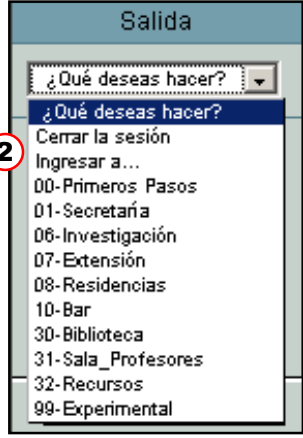 Salida
¿Qué deseas hacer?
¿Qué deseas hacer?
Cerrar la sesión
2
Ingresar a...
00-Primeros Pasos
01-Secretaría
06-Investigación
07-Extensión
08-Residencias
10-Bar
30-Biblioteca
31-Sala_Profesores
32-Recursos
99-Experimental